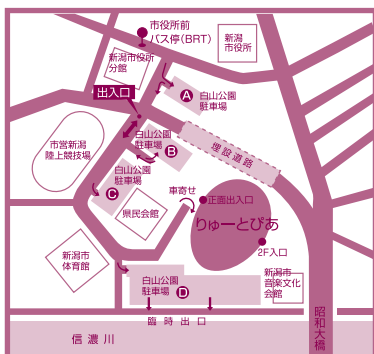 市役所前
バス停(BRT)
新潟
市役所
新潟市役所
分館
出入口
白山公園
駐車場
A
白山公園
駐車場
B
埋設道路
市営新潟
陸上競技場
白山公園
駐車場
C
車寄せ
正面出入口
県民会館
りゅーとぴあ
2F入口
新潟市
体育館
白山公園
駐車場
D
新潟市
音楽文化
会館
臨時出口
昭和大橋
信濃川